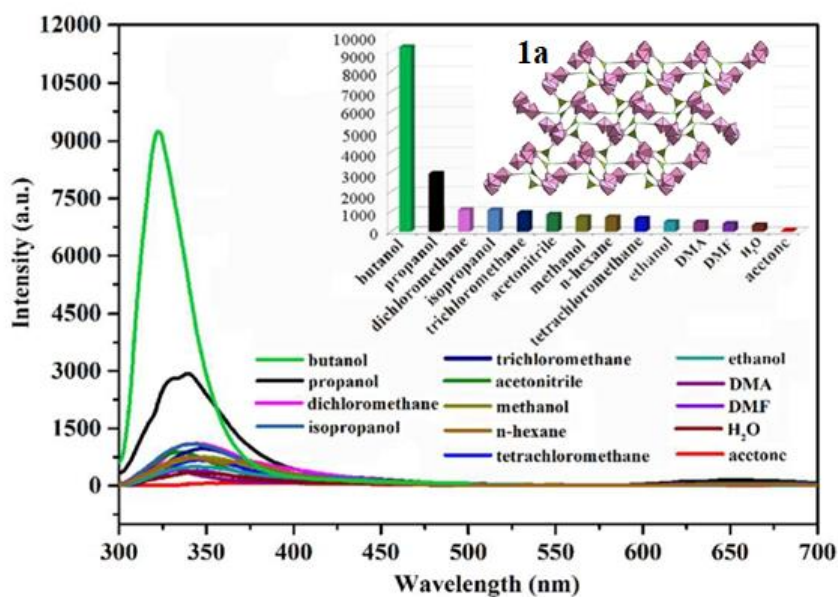 12000
10500
9000
7500
6000
4500
3000
1500
0
Intensity (a.u.)
300 350 400 450 500 550 600 650 700
Wavelength (nm)
10000
9000
8000
7000
6000
5000
4000
3000
2000
1000
0
1a
butanol
propanol
dichloromethane
isopropanol
trichloromethane
acetonitrile
methanol
n-hexane
tetrachloromethane
ethanol
DMA
DMF
H₂O
acctonc
butanol
propanol
dichloromethane
isopropanol
trichloromethane
acetonitrile
methanol
n-hexane
tetrachloromethane
ethanol
DMA
DMF
H₂O
acctonc